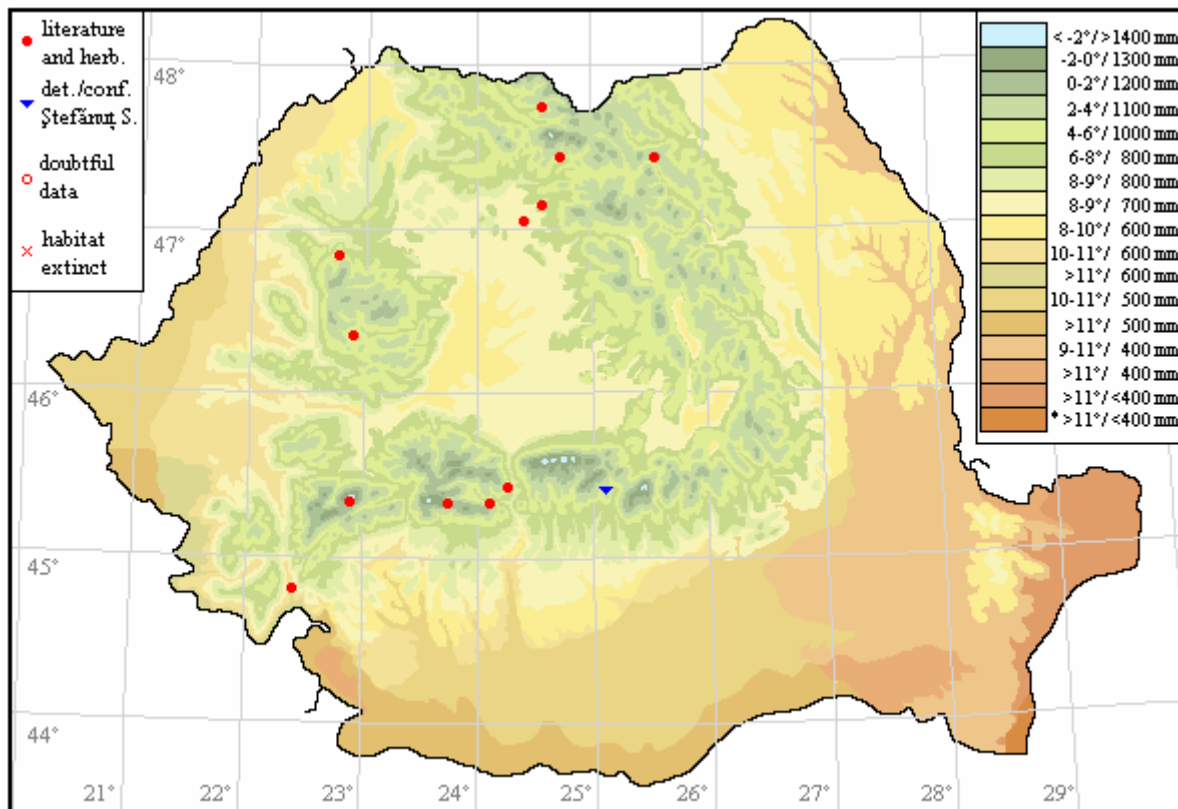 literature
and herb.
det./conf.
Ştefănuţ S.
doubtful
data
habitat
extinct
< -2°/>1400 mm
-2-0°/1300 mm
0-2°/1200 mm
2-4°/1100 mm
4-6°/1000 mm
6-8°/ 800 mm
8-9°/ 800 mm
8-9°/ 700 mm
8-10°/ 600 mm
10-11°/ 600 mm
>11°/ 600 mm
10-11°/ 500 mm
>11°/ 500 mm
9-11°/ 400 mm
>11°/ 400 mm
>11°/<400 mm
* >11°/<400 mm
48°
47°
46°
45°
44°
21°
22°
23°
24°
25°
26°
27°
28°
29°